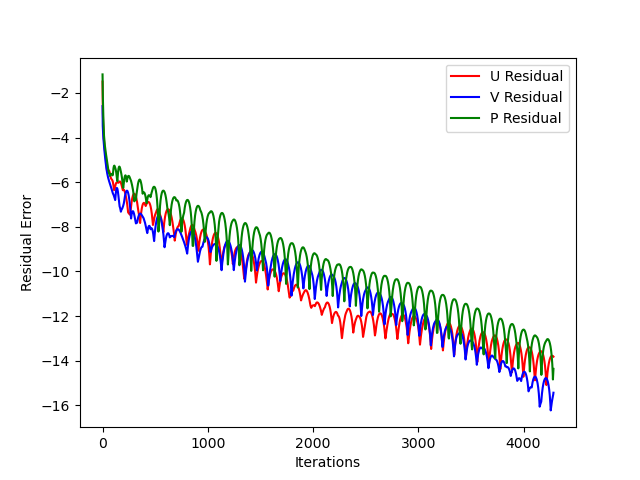 U Residual
V Residual
P Residual
−2
−4
−6
−8
−10
−12
−14
−16
Residual Error
0 1000 2000 3000 4000
Iterations